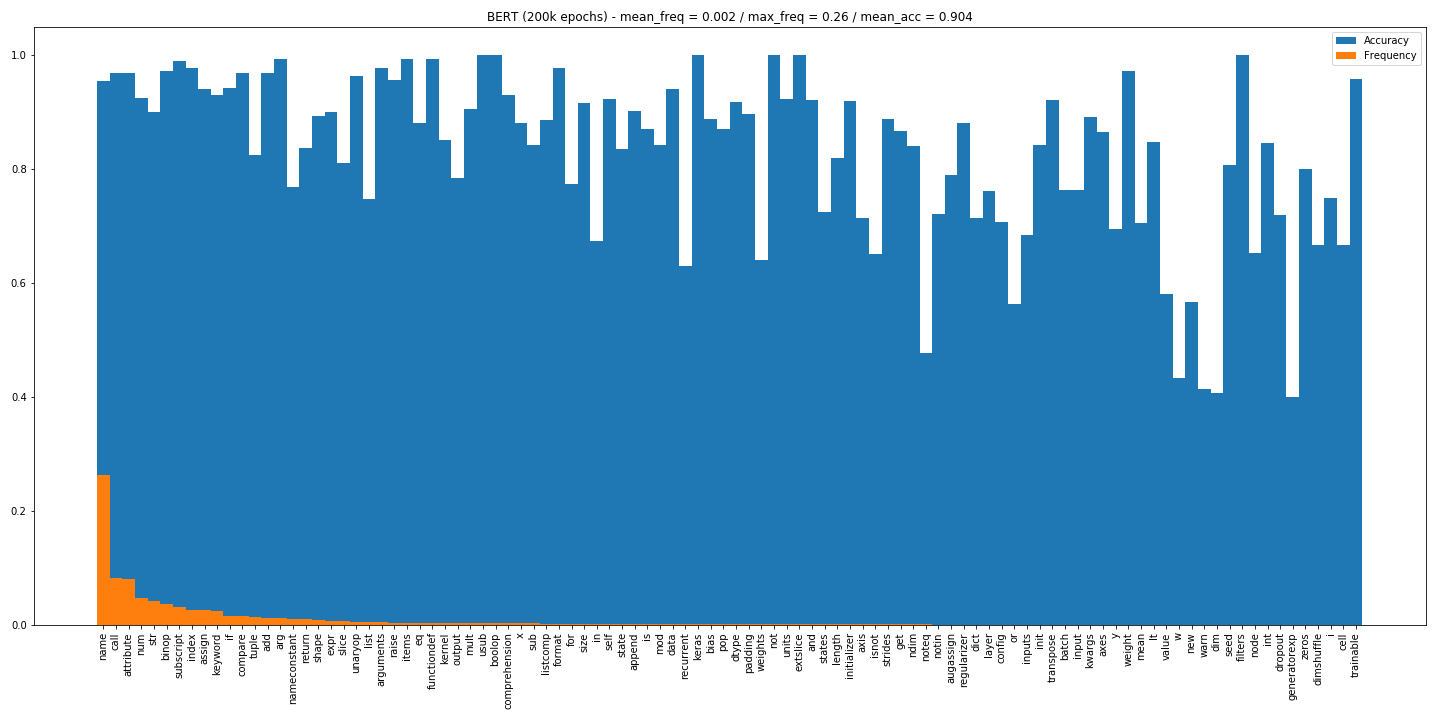 BERT (200k epochs) - mean_freq = 0.002 / max_freq = 0.26 / mean_acc = 0.904
Accuracy
Frequency
1.0
0.8
0.6
0.4
0.2
0.0
name
call
attribute
num
str
binop
subscript
index
assign
keyword
if
compare
tuple
add
arg
nameconstant
return
shape
expr
slice
unaryop
list
arguments
raise
items
eq
functiondef
kernel
output
mult
usub
boolop
comprehension
x
sub
listcomp
format
for
size
in
self
state
append
is
mod
data
recurrent
keras
bias
pop
dtype
padding
weights
not
units
extslice
and
states
length
initializer
axis
isnot
strides
get
ndim
noteq
notin
augassign
regularizer
dict
layer
config
or
inputs
init
transpose
batch
input
kwargs
axes
y
weight
mean
lt
value
w
new
warn
dim
seed
filters
node
int
dropout
generatorexp
zeros
dimshuffle
i
cell
trainable